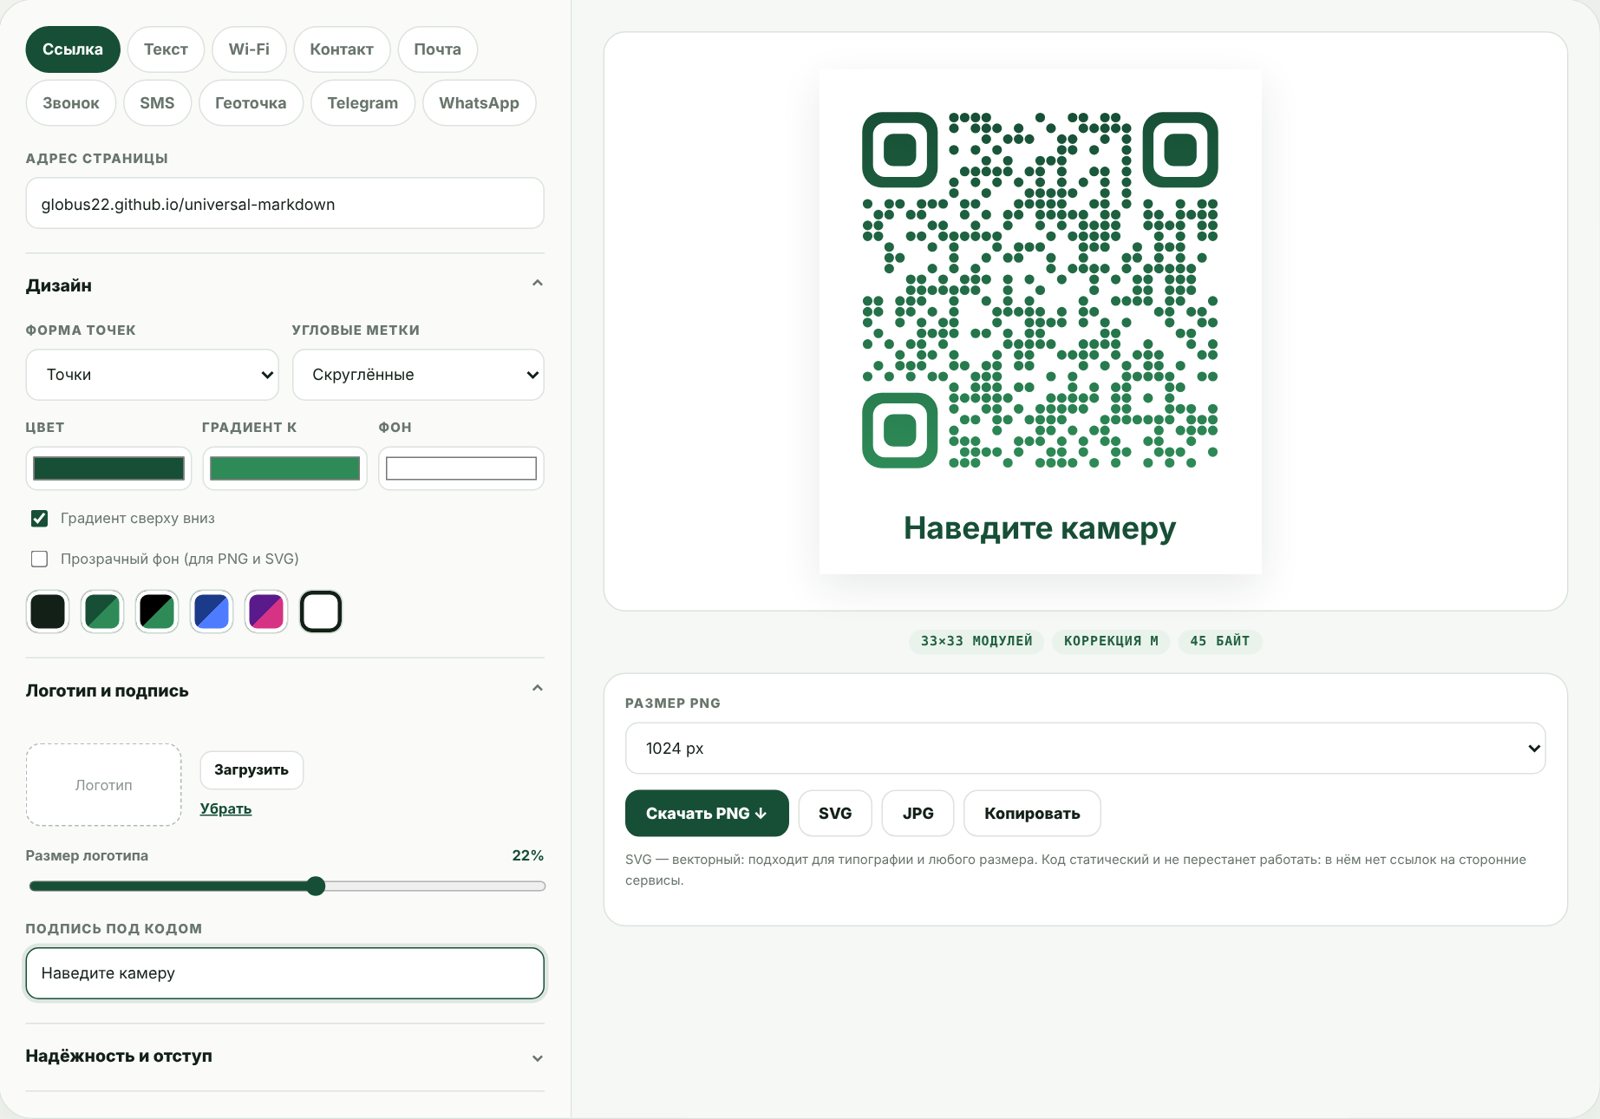 Ссылка Текст Wi-Fi Контакт Почта
Звонок SMS Геоточка Telegram WhatsApp
АДРЕС СТРАНИЦЫ
globus22.github.io/universal-markdown
Дизайн
ФОРМА ТОЧЕК УГЛОВЫЕ МЕТКИ
Точки Скруглённые
ЦВЕТ ГРАДИЕНТ К ФОН
Градиент сверху вниз
Прозрачный фон (для PNG и SVG)
Логотип и подпись
Логотип
Загрузить
Убрать
Размер логотипа 22%
ПОДПИСЬ ПОД КОДОМ
Наведите камеру
Надёжность и отступ
Наведите камеру
33×33 МОДУЛЕЙ КОРРЕКЦИЯ M 45 БАЙТ
РАЗМЕР PNG
1024 px
Скачать PNG ↓ SVG JPG Копировать
SVG — векторный: подходит для типографии и любого размера. Код статический и не перестанет работать: в нём нет ссылок на сторонние
сервисы.